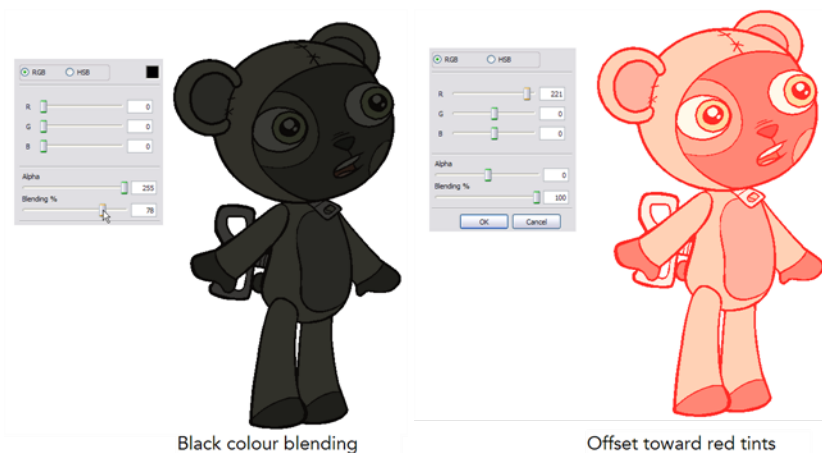 RGB HSB
R 0
G 0
B 0
Alpha
255
Blending %
78
RGB HSB
R 221
G 0
B 0
Alpha
0
Blending %
100
OK Cancel
Black colour blending
Offset toward red tints